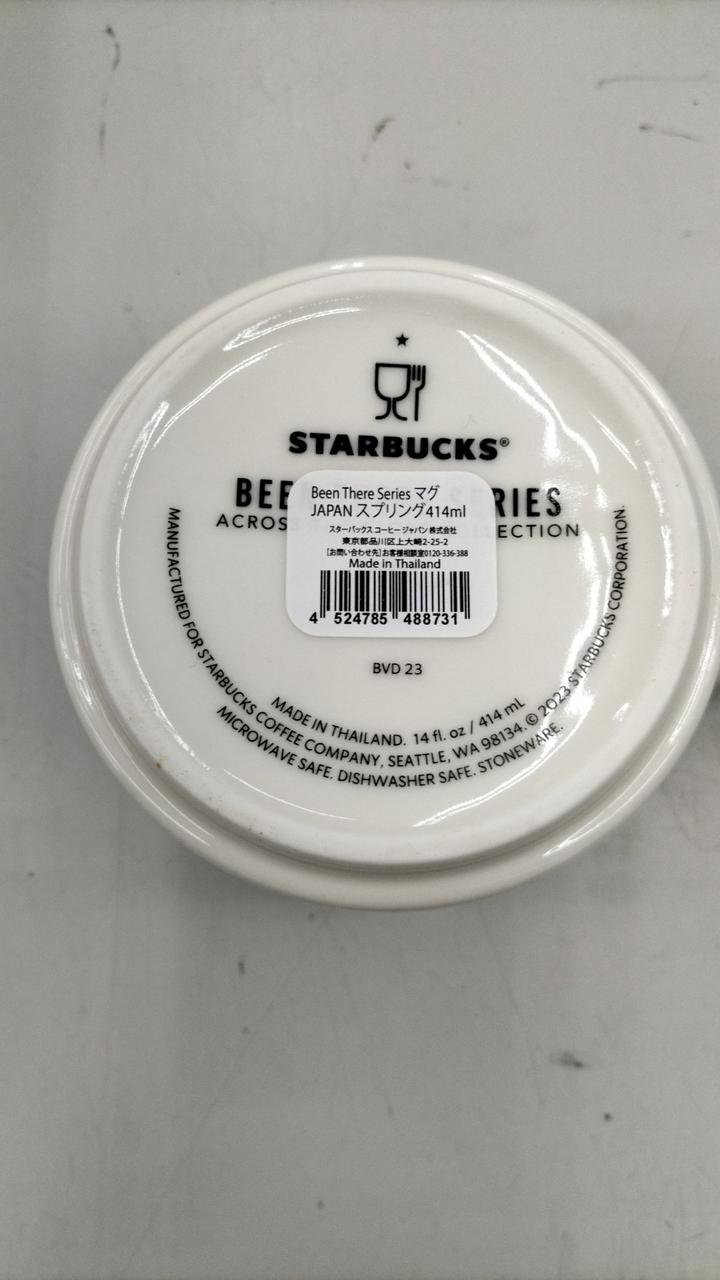 STARBUCKS®
BEE
SERIES
ACROSS
LECTION
Been There Series マグ
JAPAN スプリング414ml
スターバックス コーヒー ジャパン 株式会社
東京都品川区上大崎2-25-2
[お問い合わせ先]お客様相談室0120-336-388
Made in Thailand
4 524785 488731
BVD 23
MADE IN THAILAND. 14 fl. oz / 414 mL
MANUFACTURED FOR STARBUCKS COFFEE COMPANY, SEATTLE, WA 98134. © 2023 STARBUCKS CORPORATION.
MICROWAVE SAFE. DISHWASHER SAFE. STONEWARE.